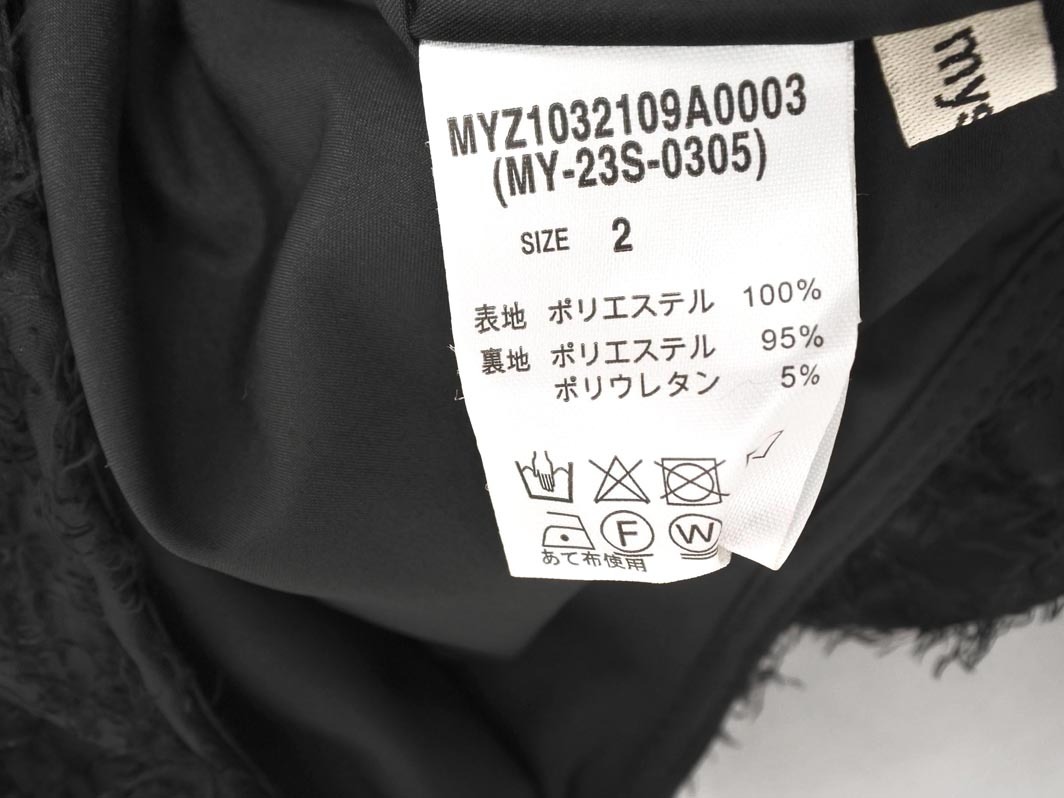 MYZ1032109A0003
(MY-23S-0305)
SIZE 2
表地 ポリエステル 100%
裏地 ポリエステル 95%
ポリウレタン 5%
F W
あて布使用